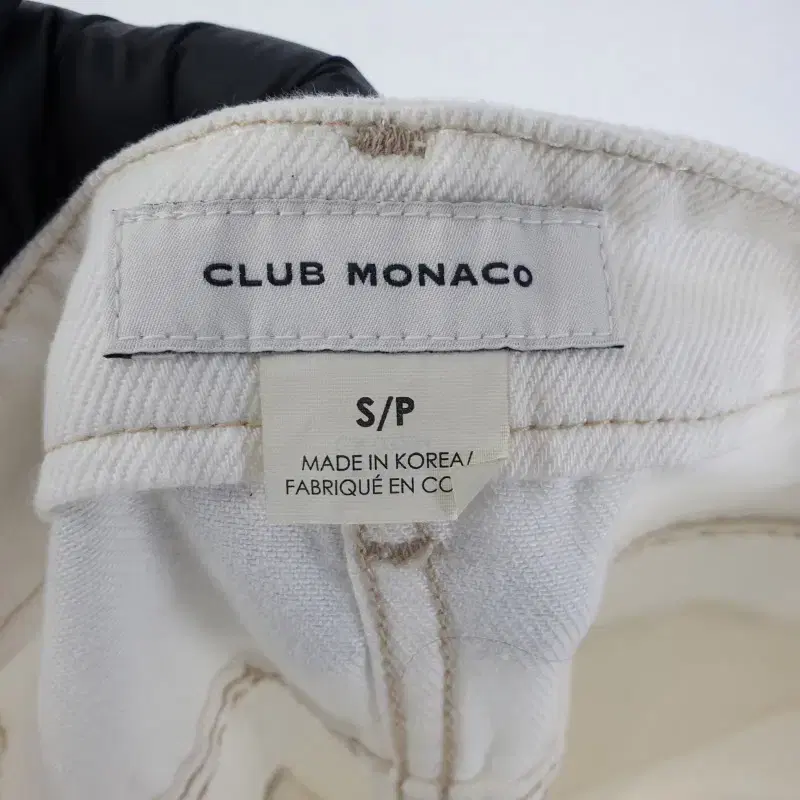 CLUB MONACO
S/P
MADE IN KOREA/
FABRIQUÉ EN CO